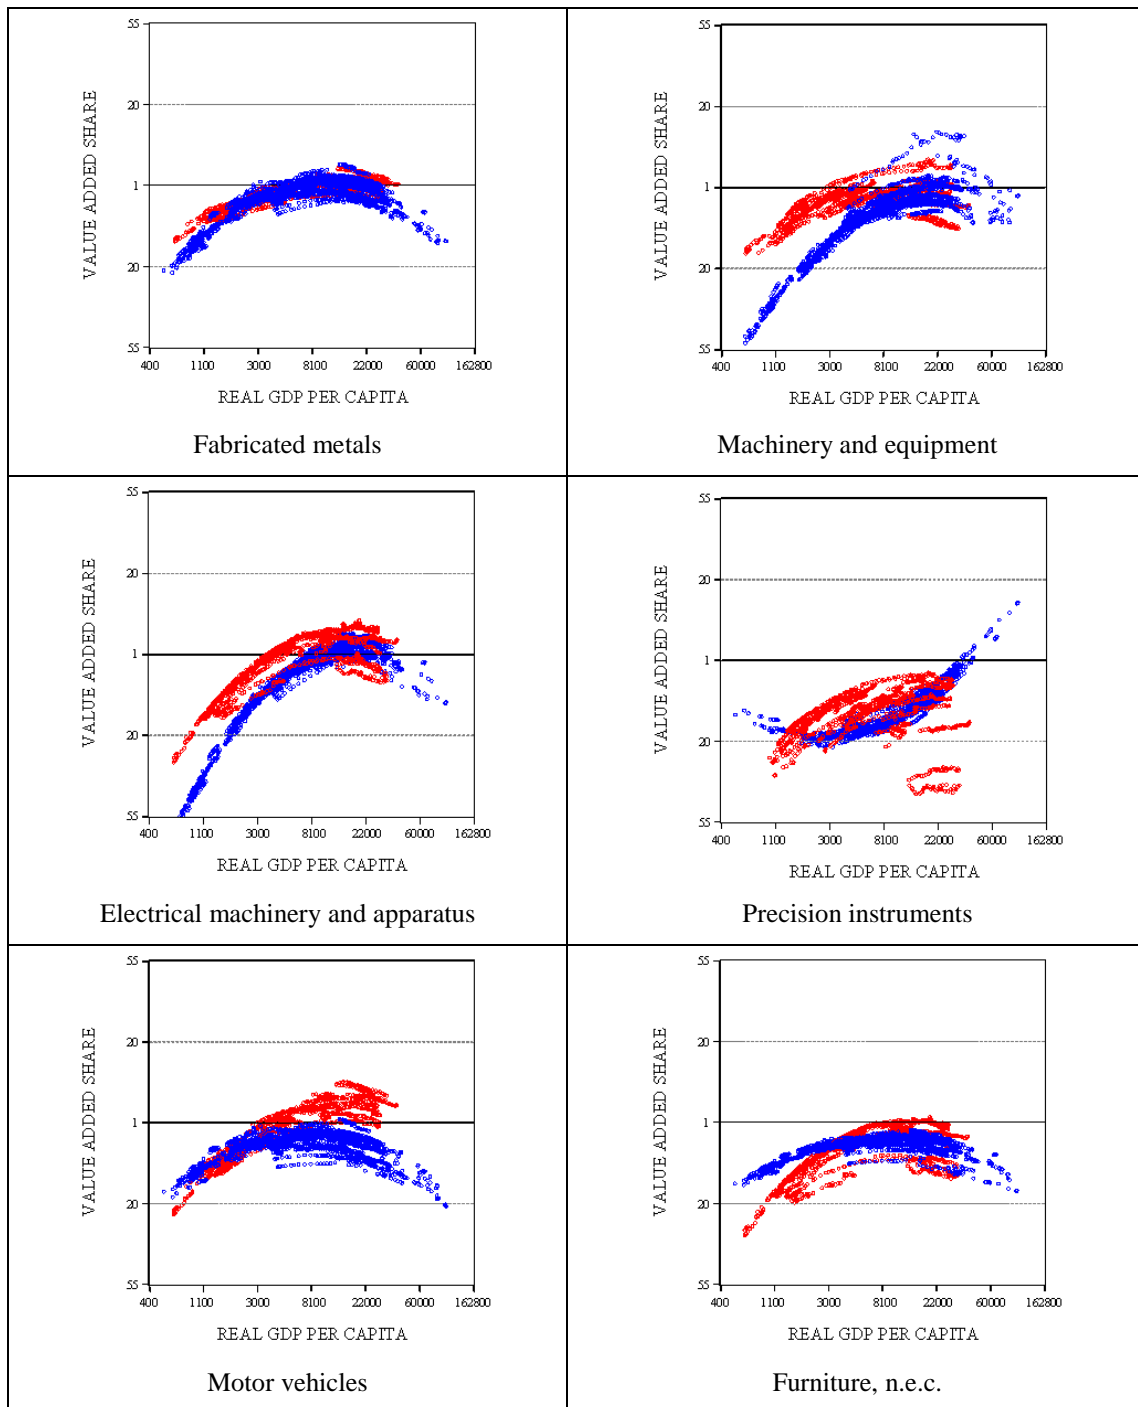 55
20
1
20
55
VALUE ADDED SHARE
400 1100 3000 8100 22000 60000 162800
REAL GDP PER CAPITA
Fabricated metals
55
20
1
20
55
VALUE ADDED SHARE
400 1100 3000 8100 22000 60000 162800
REAL GDP PER CAPITA
Machinery and equipment
55
20
1
20
55
VALUE ADDED SHARE
400 1100 3000 8100 22000 60000 162800
REAL GDP PER CAPITA
Electrical machinery and apparatus
55
20
1
20
55
VALUE ADDED SHARE
400 1100 3000 8100 22000 60000 162800
REAL GDP PER CAPITA
Precision instruments
55
20
1
20
55
VALUE ADDED SHARE
400 1100 3000 8100 22000 60000 162800
REAL GDP PER CAPITA
Motor vehicles
55
20
1
20
55
VALUE ADDED SHARE
400 1100 3000 8100 22000 60000 162800
REAL GDP PER CAPITA
Furniture, n.e.c.